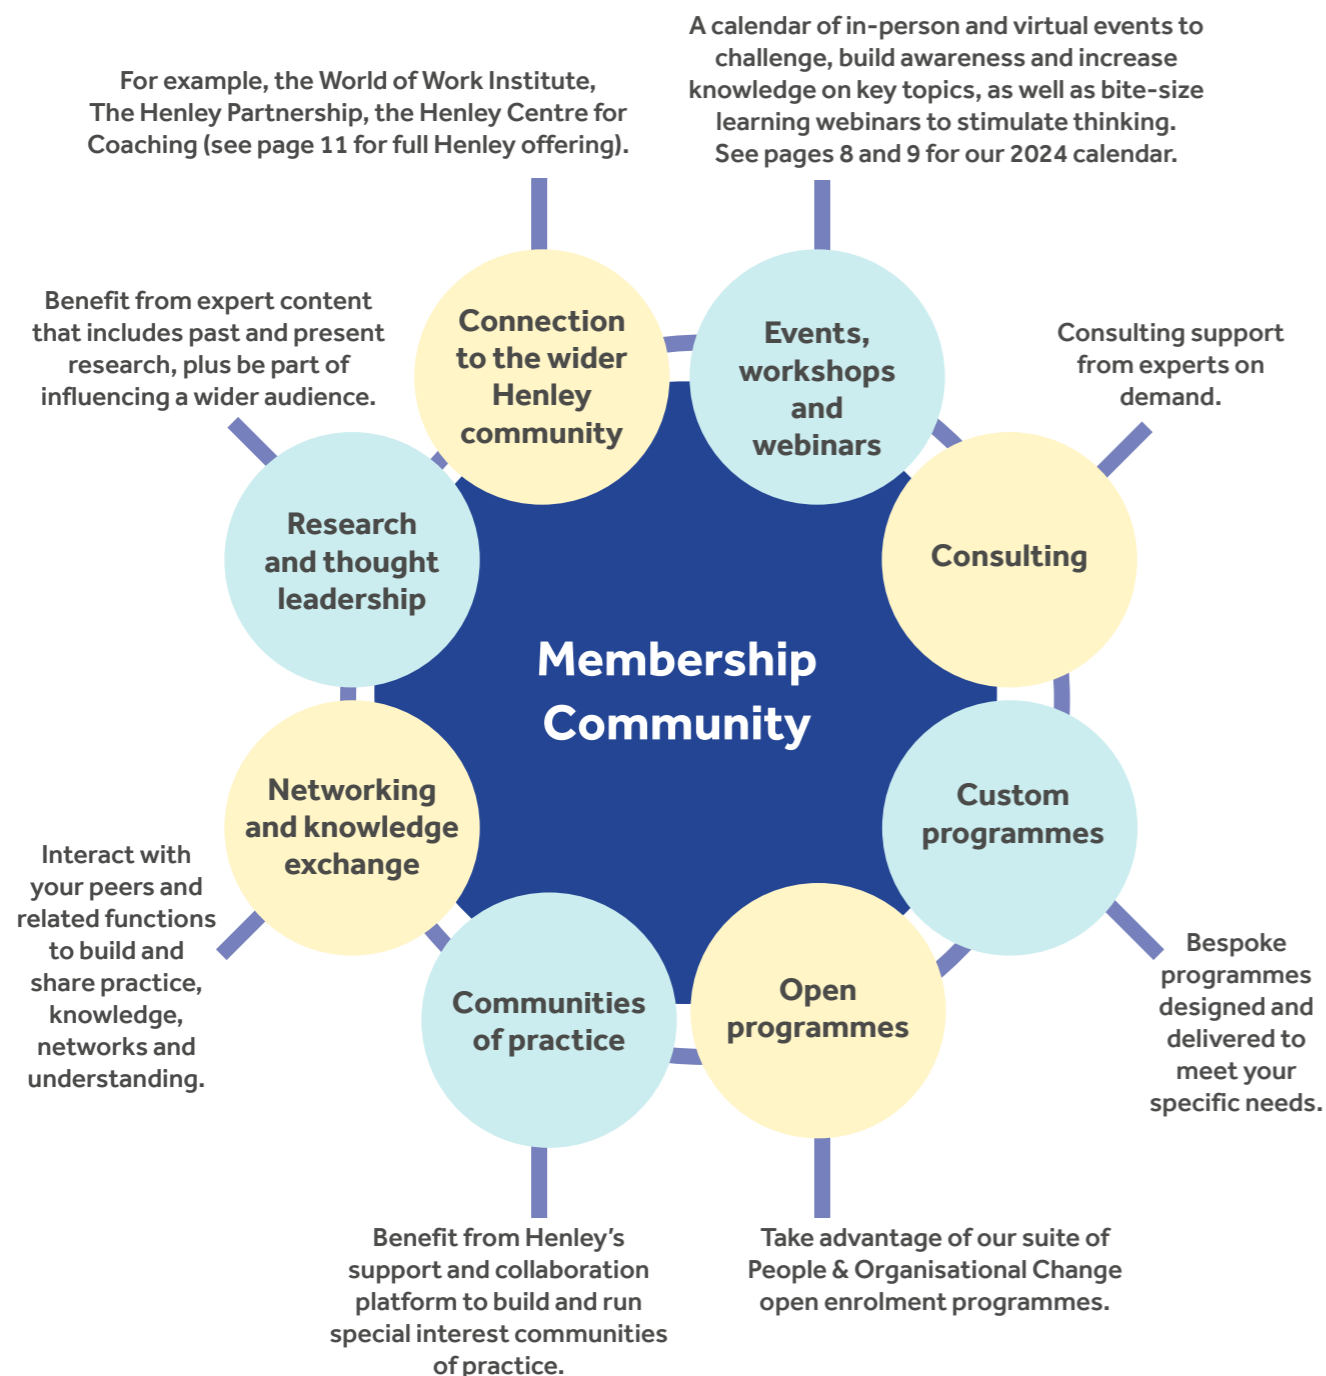 For example, the World of Work Institute,
The Henley Partnership, the Henley Centre for
Coaching (see page 11 for full Henley offering).
A calendar of in-person and virtual events to
challenge, build awareness and increase
knowledge on key topics, as well as bite-size
learning webinars to stimulate thinking.
See pages 8 and 9 for our 2024 calendar.
Benefit from expert content
that includes past and present
research, plus be part of
influencing a wider audience.
Connection
to the wider
Henley
community
Events,
workshops
and
webinars
Consulting support
from experts on
demand.
Research
and thought
leadership
Consulting
Membership
Community
Networking
and knowledge
exchange
Custom
programmes
Interact with
your peers and
related functions
to build and
share practice,
knowledge,
networks and
understanding.
Communities
of practice
Open
programmes
Bespoke
programmes
designed and
delivered to
meet your
specific needs.
Benefit from Henley’s
support and collaboration
platform to build and run
special interest communities
of practice.
Take advantage of our suite of
People & Organisational Change
open enrolment programmes.